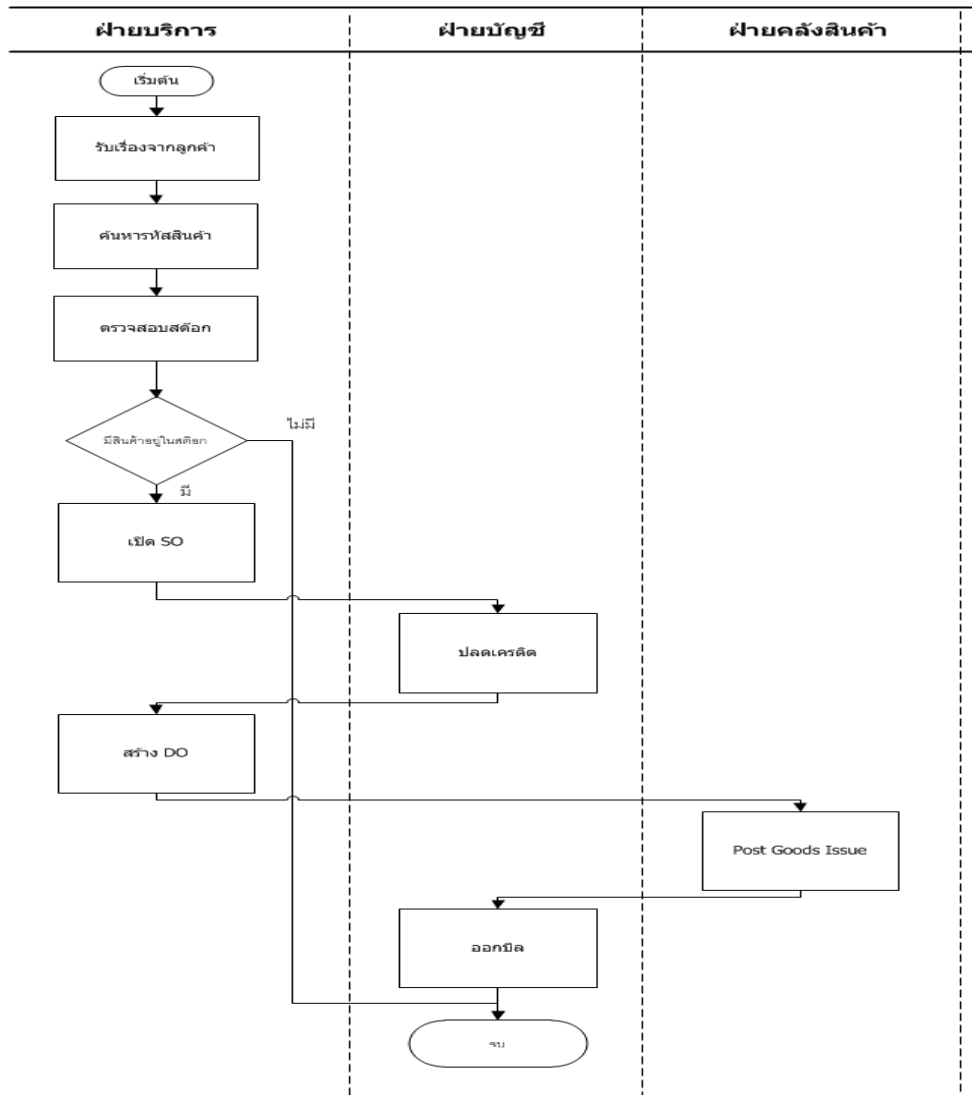 ฝ่ายบริการ
ฝ่ายบัญชี
ฝ่ายคลังสินค้า
เริ่มต้น
รับเรื่องจากลูกค้า
ค้นหารหัสสินค้า
ตรวจสอบสต๊อก
มีสินค้าอยู่ในสต๊อก
ไม่มี
มี
เปิด SO
ปลดเครดิต
สร้าง DO
Post Goods Issue
ออกบิล
จบ